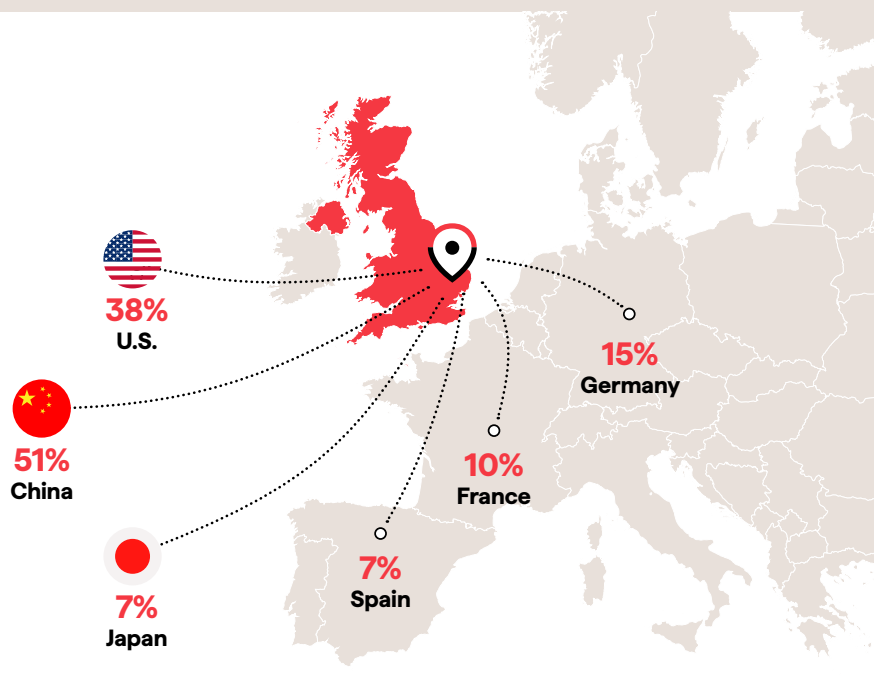 38%
U.S.
15%
Germany
51%
China
10%
France
7%
Spain
7%
Japan